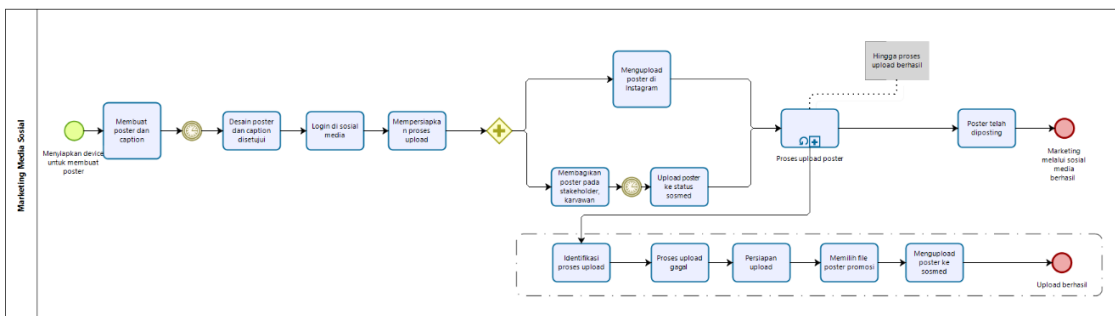 Marketing Media Sosial
Menyiapkan device
untuk membuat
poster
Membuat
poster dan
caption
Desain poster
dan caption
disetujui
Login di sosial
media
Mempersiapka
n proses
upload
Mengupload
poster di
Instagram
Membagikan
poster pada
stakeholder,
karyawan
Upload poster
ke status
sosmed
Proses upload poster
Hingga proses
upload berhasil
Poster telah
diposting
Marketing
melalui sosial
media
berhasil
Identifikasi
proses upload
Proses upload
gagal
Persiapan
upload
Memilih file
poster promosi
Mengupload
poster ke
sosmed
Upload berhasil